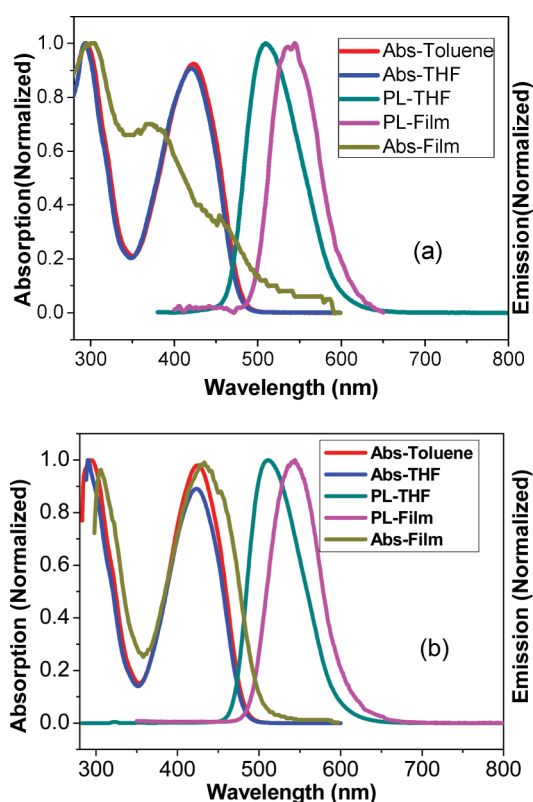 Absorption(Normalized)
1.0
0.8
0.6
0.4
0.2
0.0
Abs-Toluene
Abs-THF
PL-THF
PL-Film
Abs-Film
(a)
Emission(Normalized)
300 400 500 600 700 800
Wavelength (nm)
Absorption (Normalized)
1.0
0.8
0.6
0.4
0.2
0.0
Abs-Toluene
Abs-THF
PL-THF
PL-Film
Abs-Film
(b)
Emission (Normalized)
300 400 500 600 700 800
Wavelength (nm)